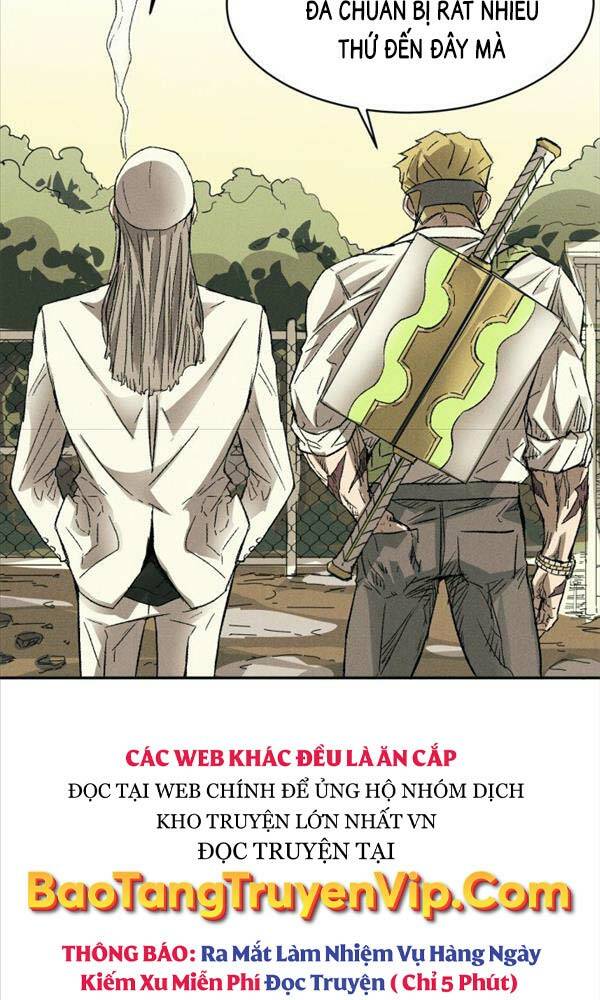 ĐÃ CHUẨN BỊ RẤT NHIỀU
THỨ ĐẾN ĐÂY MÀ
CÁC WEB KHÁC ĐỀU LÀ ĂN CẮP
ĐỌC TẠI WEB CHÍNH ĐỂ ỦNG HỘ NHÓM DỊCH
KHO TRUYỆN LỚN NHẤT VN
ĐỌC TRUYỆN TẠI
BaoTangTruyenVip.Com
THÔNG BÁO: Ra Mắt Làm Nhiệm Vụ Hàng Ngày
Kiếm Xu Miễn Phí Đọc Truyện ( Chỉ 5 Phút)